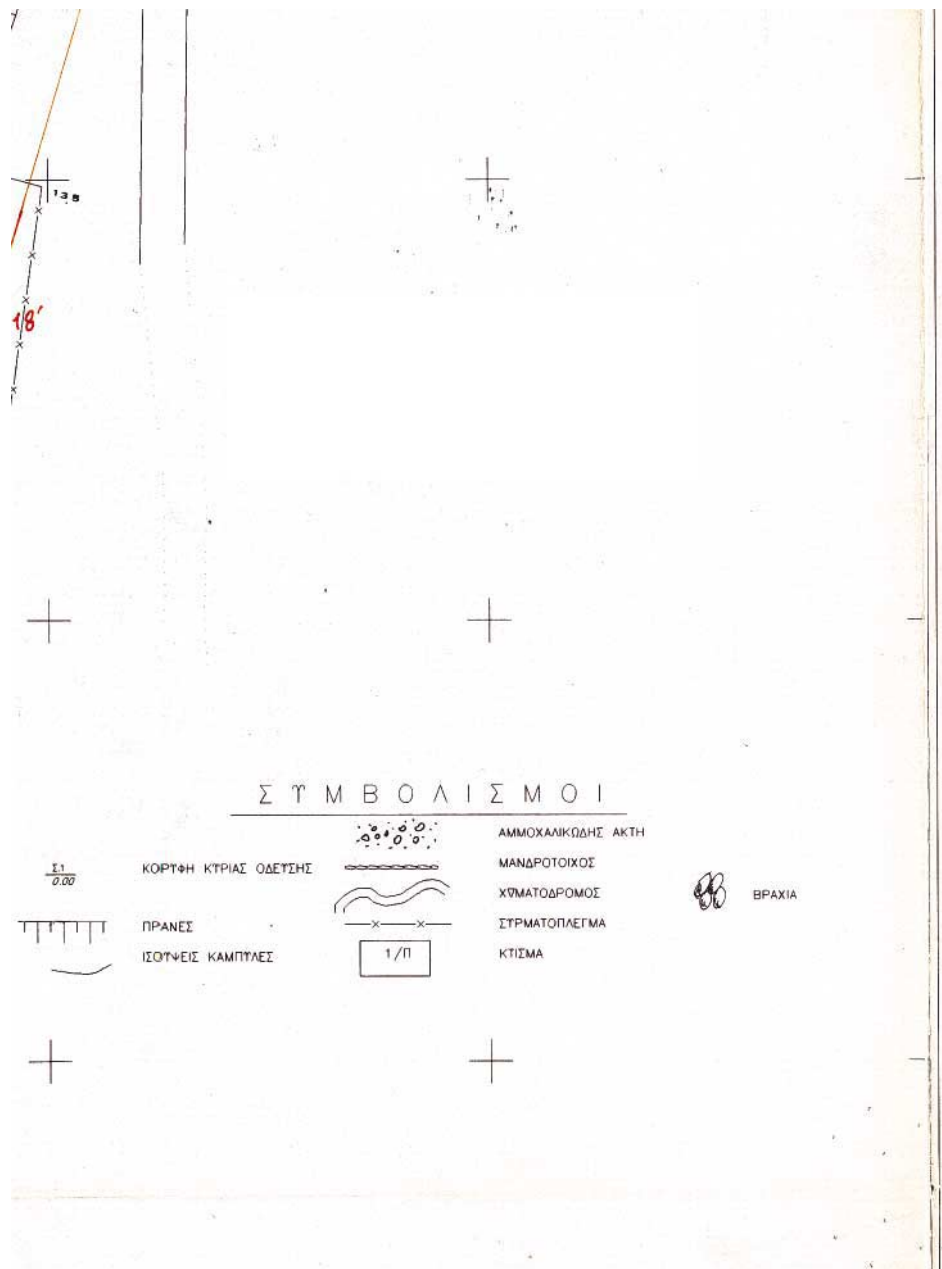 138
18'
ΣΥΜΒΟΛΙΣΜΟΙ
ΑΜΜΟΧΑΛΙΚΩΔΗΣ ΑΚΤΗ
Σ.1
0.00
ΚΟΡΥΦΗ ΚΥΡΙΑΣ ΟΔΕΥΣΗΣ
ΜΑΝΔΡΟΤΟΙΧΟΣ
ΧΩΜΑΤΟΔΡΟΜΟΣ
ΒΡΑΧΙΑ
ΠΡΑΝΕΣ
ΣΥΡΜΑΤΟΠΛΕΓΜΑ
ΙΣΟΥΨΕΙΣ ΚΑΜΠΥΛΕΣ
1/Π
ΚΤΙΣΜΑ